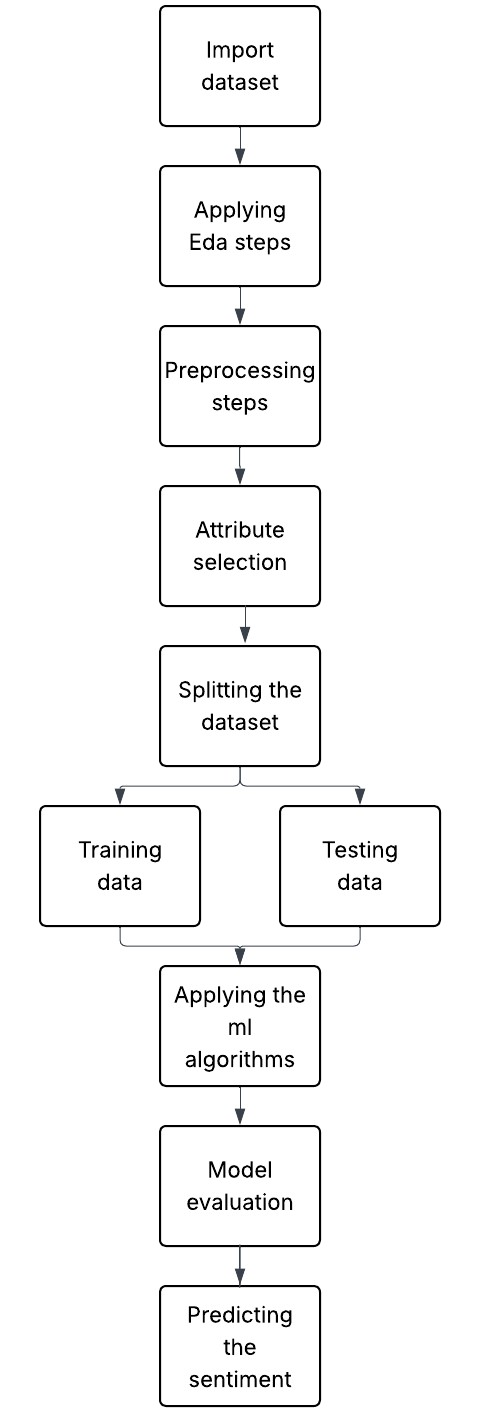 Import
dataset
Applying
Eda steps
Preprocessing
steps
Attribute
selection
Splitting the
dataset
Training
data
Testing
data
Applying the
ml
algorithms
Model
evaluation
Predicting
the
sentiment